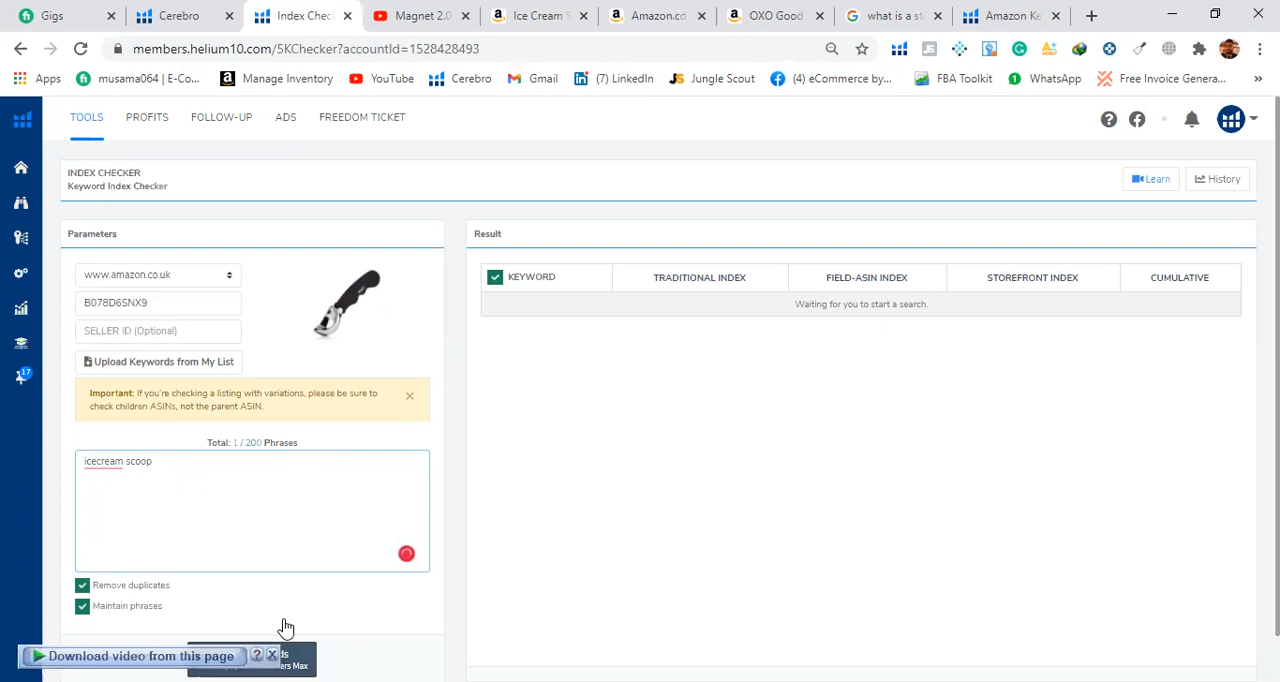 Gigs
Cerebro
Index Chec
Magnet 2.0
Ice Cream S
Amazon.co
OXO Good
what is a st
Amazon Ke
members.helium10.com/5KChecker?accountId=1528428493
Apps
musama064 | E-Co...
Manage Inventory
YouTube
Cerebro
Gmail
(7) LinkedIn
Jungle Scout
(4) eCommerce by...
FBA Toolkit
WhatsApp
Free Invoice Genera...
TOOLS
PROFITS
FOLLOW-UP
ADS
FREEDOM TICKET
INDEX CHECKER
Keyword Index Checker
Learn
History
17
Parameters
www.amazon.co.uk
B078D6SNX9
SELLER ID (Optional)
Upload Keywords from My List
Important: If you're checking a listing with variations, please be sure to
check children ASINs, not the parent ASIN.
Total: 1 / 200 Phrases
icecream scoop
Remove duplicates
Maintain phrases
Download video from this page
Result
KEYWORD
TRADITIONAL INDEX
FIELD-ASIN INDEX
STOREFRONT INDEX
CUMULATIVE
Waiting for you to start a search.